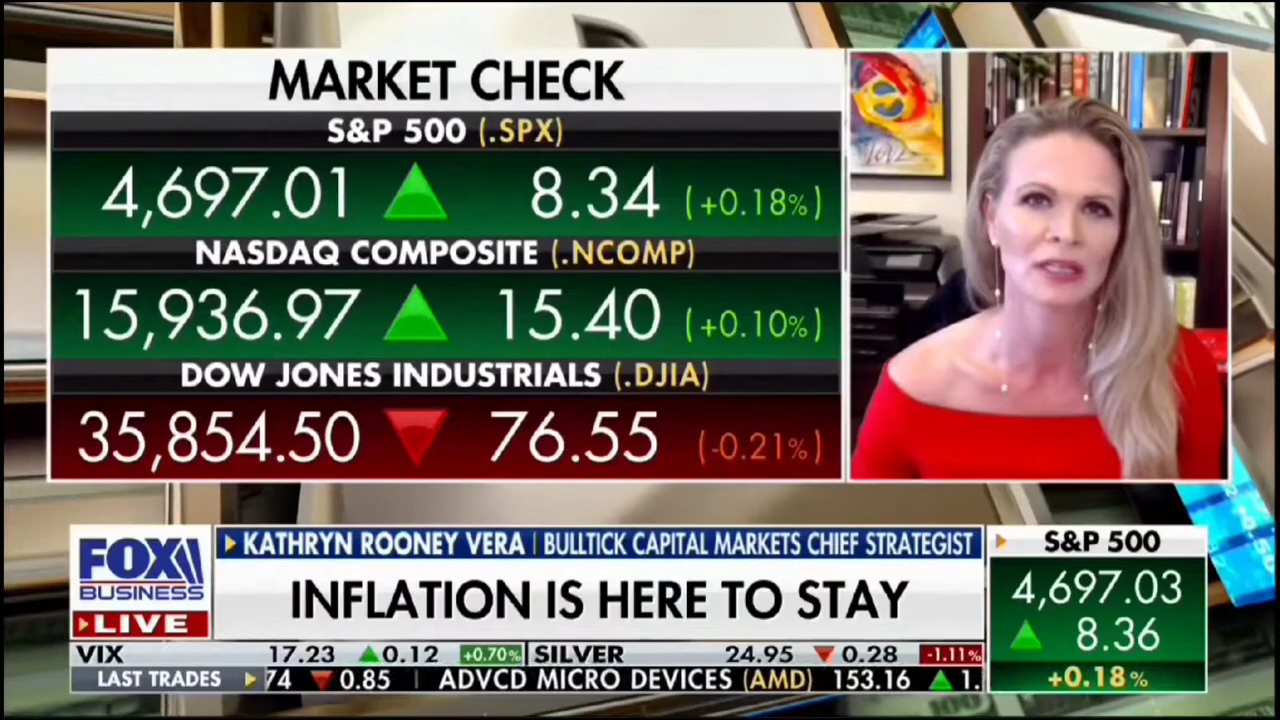 MARKET CHECK
S&P 500 (.SPX)
4,697.01 ▲ 8.34 (+0.18%)
NASDAQ COMPOSITE (.NCOMP)
15,936.97 ▲ 15.40 (+0.10%)
DOW JONES INDUSTRIALS (.DJIA)
35,854.50 ▼ 76.55 (-0.21%)
FOX BUSINESS
LIVE
KATHRYN ROONEY VERA | BULLTICK CAPITAL MARKETS CHIEF STRATEGIST
INFLATION IS HERE TO STAY
S&P 500
4,697.03
▲ 8.36
+0.18%
VIX 17.23 ▲ 0.12 +0.70% SILVER 24.95 ▼ 0.28 -1.11%
LAST TRADES 74 ▼ 0.85 ADVCD MICRO DEVICES (AMD) 153.16 ▲ 1.